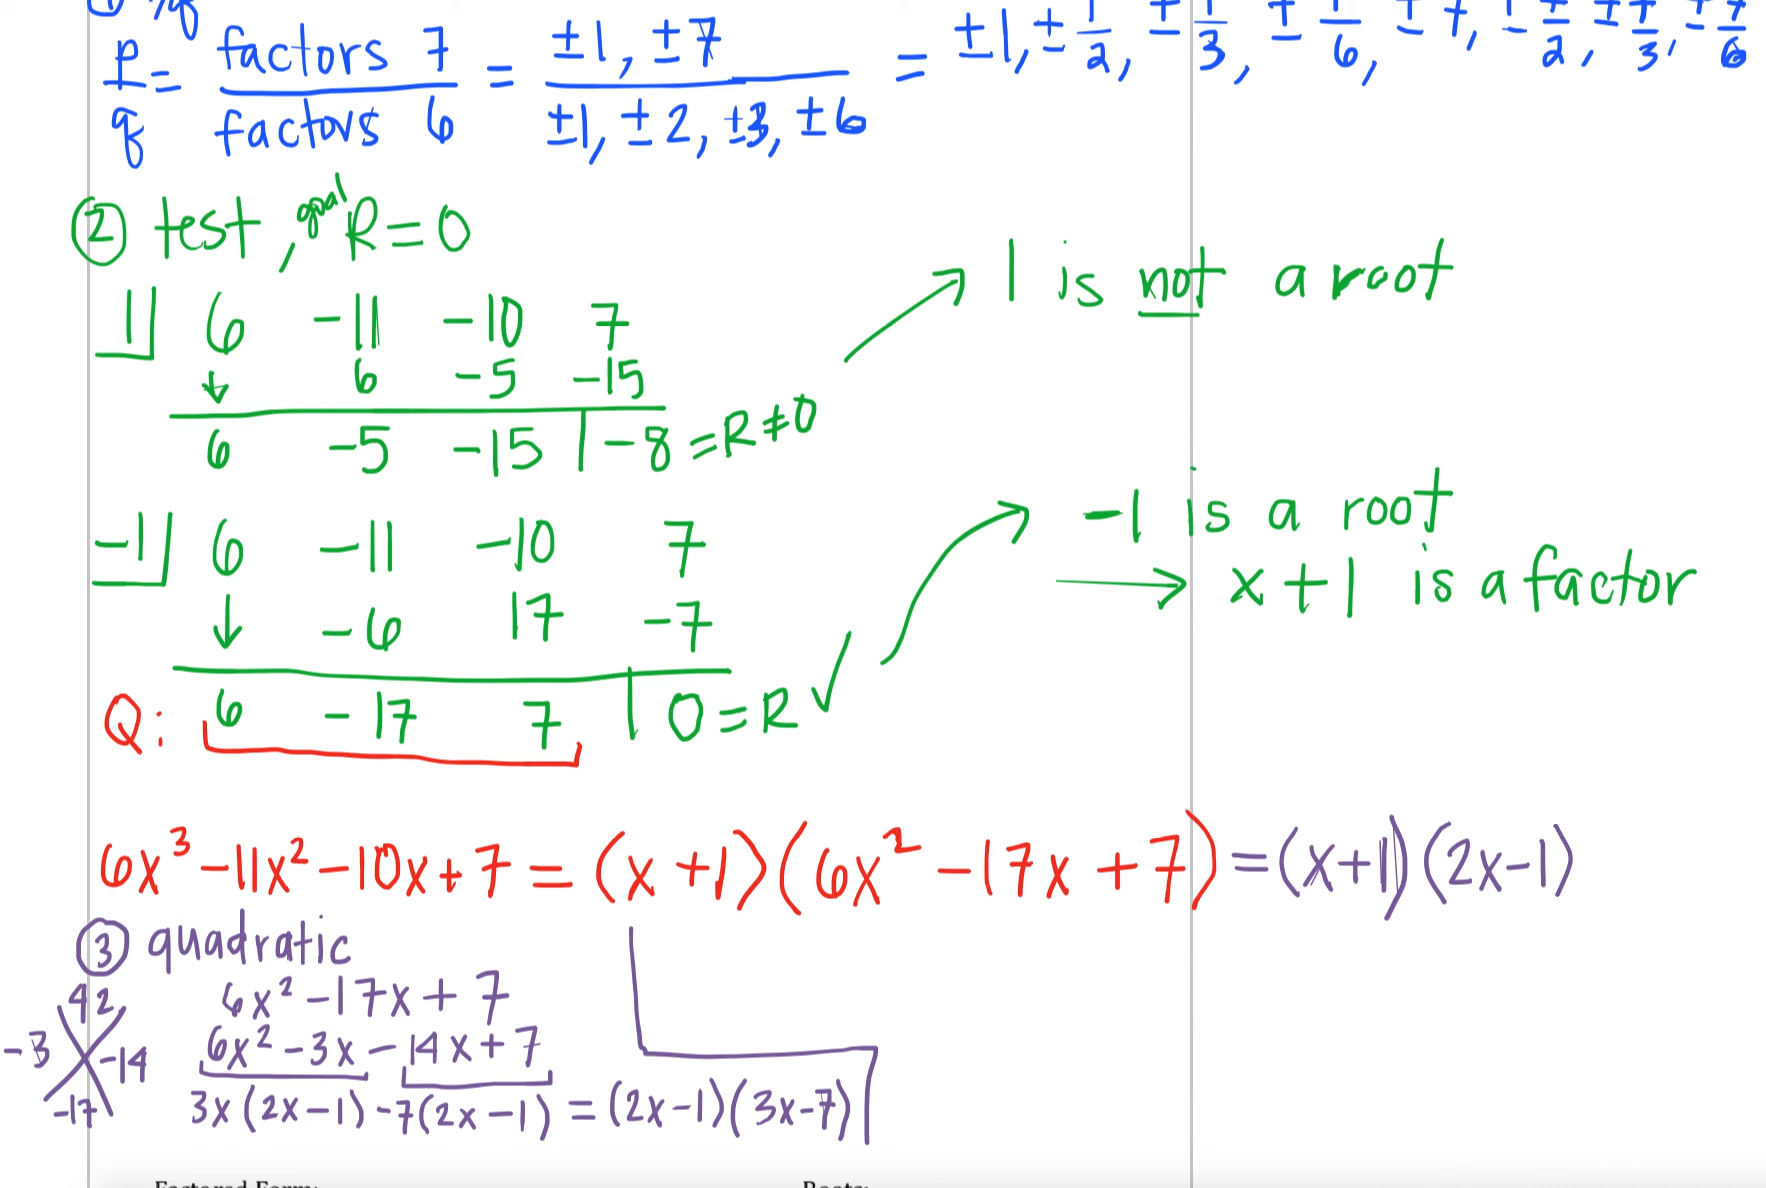 p/q = factors 7 / factors 6 = ±1, ±7 / ±1, ±2, ±3, ±6 = ±1, ±1/2, ±1/3, ±1/6, ±7, ±7/2, ±7/3, ±7/6
② test, goal R=0
1| 6 -11 -10 7
↓ 6 -5 -15
6 -5 -15 | -8 = R≠0
→ 1 is not a root
-1| 6 -11 -10 7
↓ -6 17 -7
Q: 6 -17 7 | 0 = R ✓
→ -1 is a root
→ x+1 is a factor
6x³-11x²-10x+7 = (x+1)(6x²-17x+7) = (x+1)(2x-1)
③ quadratic
42
-3 -14
-17
6x²-17x+7
6x²-3x-14x+7
3x(2x-1)-7(2x-1) = (2x-1)(3x-7)
Factored Form:
Roots: